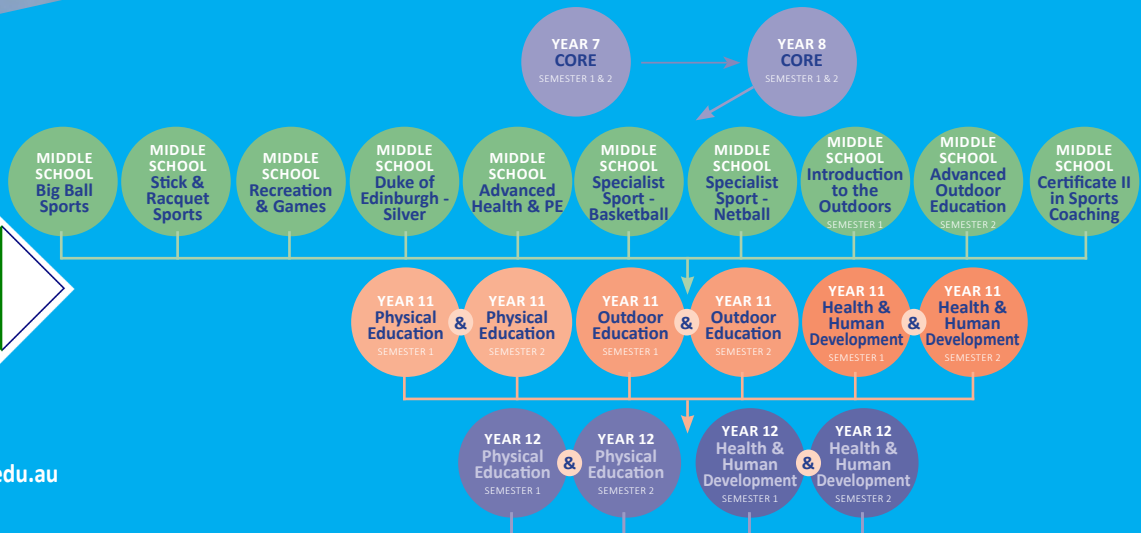 YEAR 7
CORE
SEMESTER 1 & 2
YEAR 8
CORE
SEMESTER 1 & 2
MIDDLE
SCHOOL
Big Ball
Sports
MIDDLE
SCHOOL
Stick &
Racquet
Sports
MIDDLE
SCHOOL
Recreation
& Games
MIDDLE
SCHOOL
Duke of
Edinburgh -
Silver
MIDDLE
SCHOOL
Advanced
Health & PE
MIDDLE
SCHOOL
Specialist
Sport -
Basketball
MIDDLE
SCHOOL
Specialist
Sport -
Netball
MIDDLE
SCHOOL
Introduction
to the
Outdoors
SEMESTER 1
MIDDLE
SCHOOL
Advanced
Outdoor
Education
SEMESTER 2
MIDDLE
SCHOOL
Certificate II
in Sports
Coaching
YEAR 11
Physical
Education
SEMESTER 1
&
YEAR 11
Physical
Education
SEMESTER 2
YEAR 11
Outdoor
Education
SEMESTER 1
&
YEAR 11
Outdoor
Education
SEMESTER 2
YEAR 11
Health &
Human
Development
SEMESTER 1
&
YEAR 11
Health &
Human
Development
SEMESTER 2
YEAR 12
Physical
Education
SEMESTER 1
&
YEAR 12
Physical
Education
SEMESTER 2
YEAR 12
Health &
Human
Development
SEMESTER 1
&
YEAR 12
Health &
Human
Development
SEMESTER 2
edu.au